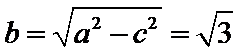 b = √(a² − c²) = √3